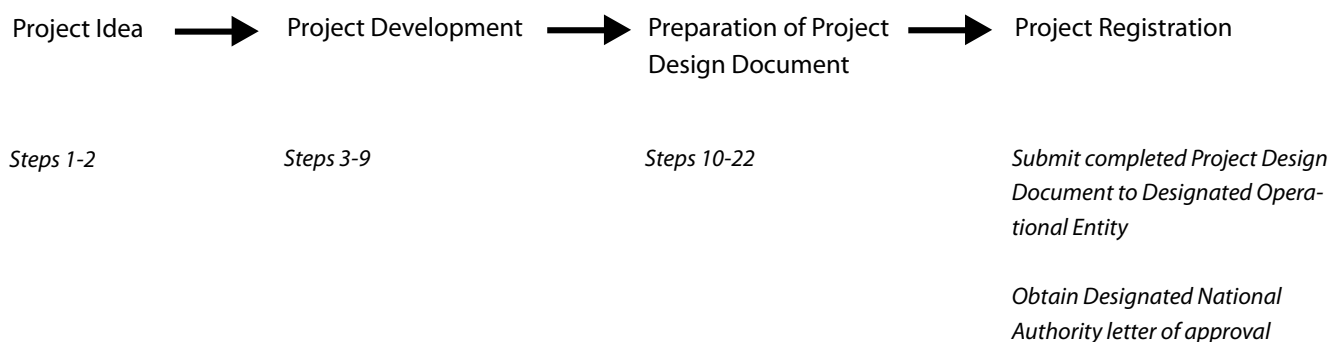 Project Idea
Project Development
Preparation of Project
Design Document
Project Registration
Steps 1-2
Steps 3-9
Steps 10-22
Submit completed Project Design
Document to Designated Opera-
tional Entity
Obtain Designated National
Authority letter of approval